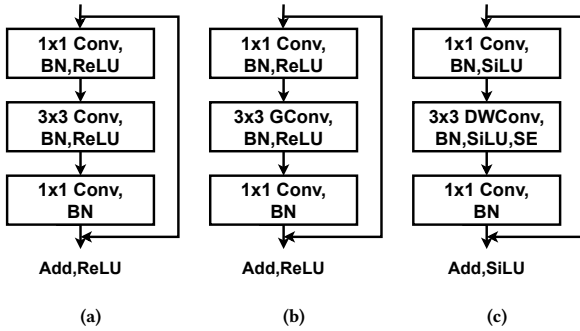 1x1 Conv,
BN,ReLU
3x3 Conv,
BN,ReLU
1x1 Conv,
BN
Add,ReLU
(a)
1x1 Conv,
BN,ReLU
3x3 GConv,
BN,ReLU
1x1 Conv,
BN
Add,ReLU
(b)
1x1 Conv,
BN,SiLU
3x3 DWConv,
BN,SiLU,SE
1x1 Conv,
BN
Add,SiLU
(c)